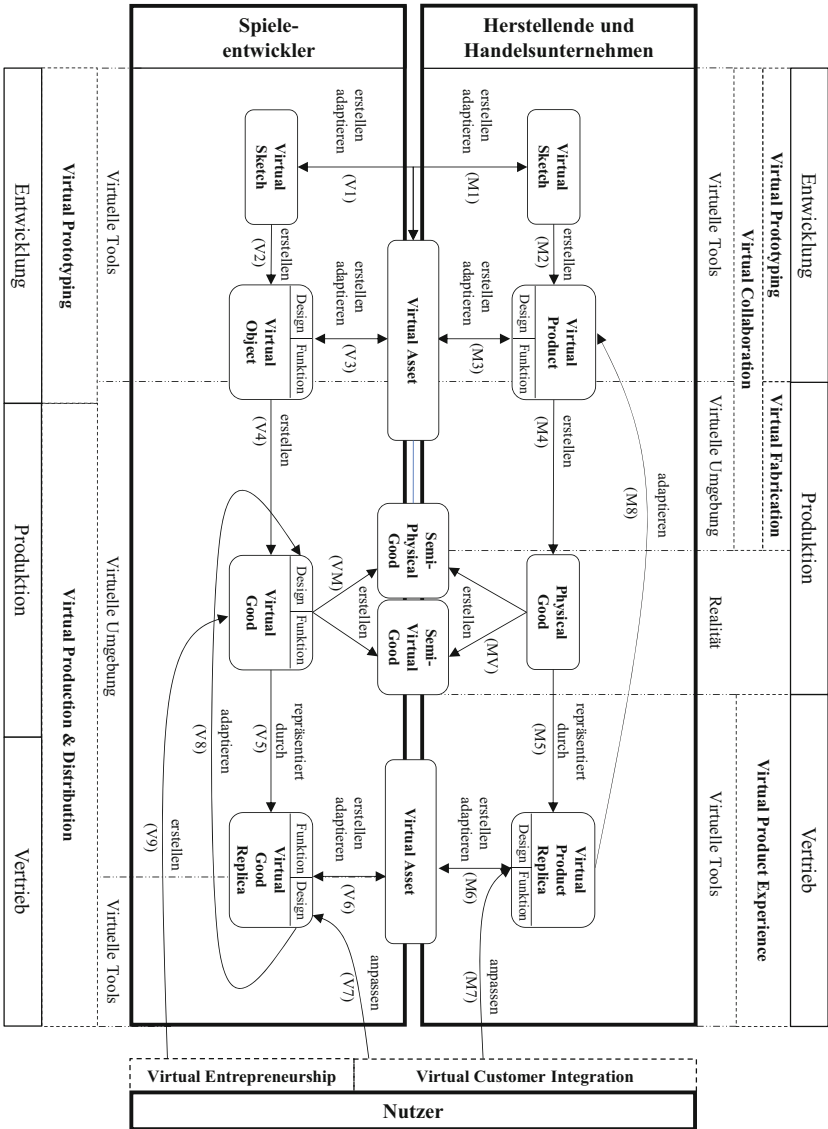 Spiele-
entwickler
Herstellende und
Handelsunternehmen
Entwicklung
Produktion
Vertrieb
Virtual Prototyping
Virtual Production & Distribution
Virtuelle Tools
Virtuelle Umgebung
Virtuelle Tools
Virtual
Sketch
erstellen
adaptieren
(V1)
erstellen
(V2)
Virtual
Object
Design
Funktion
erstellen
adaptieren
(V3)
erstellen
(V4)
Virtual
Good
Design
Funktion
erstellen
(VM)
repräsentiert
durch
(V5)
Virtual
Good
Replica
Funktion
Design
erstellen
adaptieren
(V6)
anpassen
(V7)
adaptieren
(V8)
erstellen
(V9)
Virtual Asset
Semi-
Physical
Good
Semi-
Virtual
Good
Virtual Asset
Virtual
Sketch
erstellen
adaptieren
(M1)
erstellen
(M2)
Virtual
Product
Design
Funktion
erstellen
adaptieren
(M3)
erstellen
(M4)
Physical
Good
erstellen
(MV)
repräsentiert
durch
(M5)
Virtual
Product
Replica
Design
Funktion
erstellen
adaptieren
(M6)
anpassen
(M7)
adaptieren
(M8)
Virtuelle Tools
Virtuelle Umgebung
Realität
Virtuelle Tools
Virtual Collaboration
Virtual Prototyping
Virtual Fabrication
Virtual Product Experience
Entwicklung
Produktion
Vertrieb
Virtual Entrepreneurship
Virtual Customer Integration
Nutzer